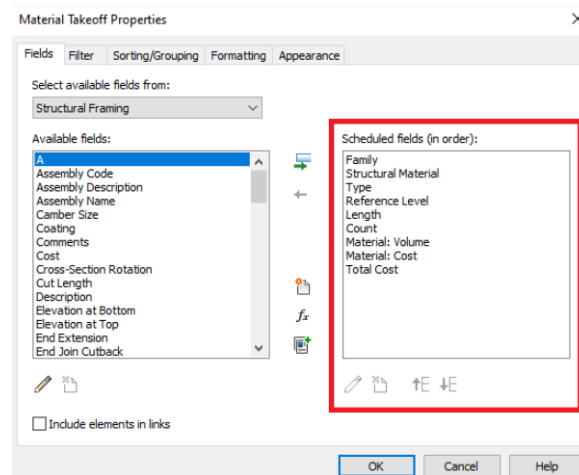 Material Takeoff Properties
Fields Filter Sorting/Grouping Formatting Appearance
Select available fields from:
Structural Framing
Available fields:
A
Assembly Code
Assembly Description
Assembly Name
Camber Size
Coating
Comments
Cost
Cross-Section Rotation
Cut Length
Description
Elevation at Bottom
Elevation at Top
End Extension
End Join Cutback
fx
Scheduled fields (in order):
Family
Structural Material
Type
Reference Level
Length
Count
Material: Volume
Material: Cost
Total Cost
Include elements in links
OK Cancel Help